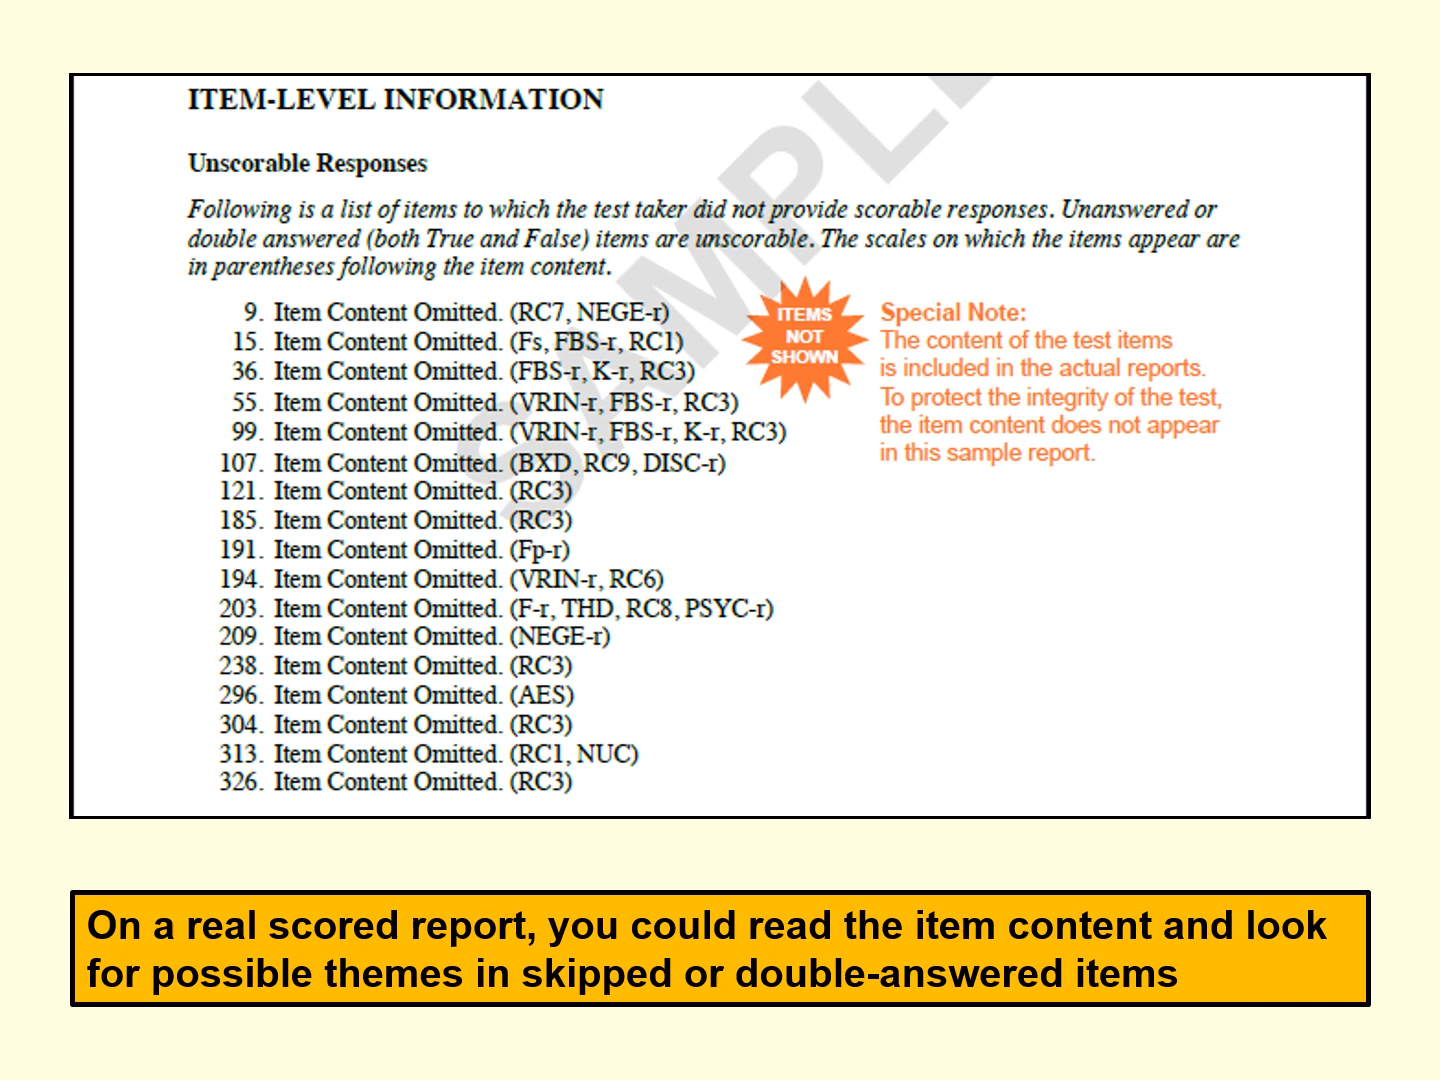 ITEM-LEVEL INFORMATION
Unscorable Responses
Following is a list of items to which the test taker did not provide scorable responses. Unanswered or
double answered (both True and False) items are unscorable. The scales on which the items appear are
in parentheses following the item content.
9. Item Content Omitted. (RC7, NEGE-r)
15. Item Content Omitted. (Fs, FBS-r, RC1)
36. Item Content Omitted. (FBS-r, K-r, RC3)
55. Item Content Omitted. (VRIN-r, FBS-r, RC3)
99. Item Content Omitted. (VRIN-r, FBS-r, K-r, RC3)
107. Item Content Omitted. (BXD, RC9, DISC-r)
121. Item Content Omitted. (RC3)
185. Item Content Omitted. (RC3)
191. Item Content Omitted. (Fp-r)
194. Item Content Omitted. (VRIN-r, RC6)
203. Item Content Omitted. (F-r, THD, RC8, PSYC-r)
209. Item Content Omitted. (NEGE-r)
238. Item Content Omitted. (RC3)
296. Item Content Omitted. (AES)
304. Item Content Omitted. (RC3)
313. Item Content Omitted. (RC1, NUC)
326. Item Content Omitted. (RC3)
ITEMS
NOT
SHOWN
Special Note:
The content of the test items
is included in the actual reports.
To protect the integrity of the test,
the item content does not appear
in this sample report.
SAMPLE
On a real scored report, you could read the item content and look
for possible themes in skipped or double-answered items